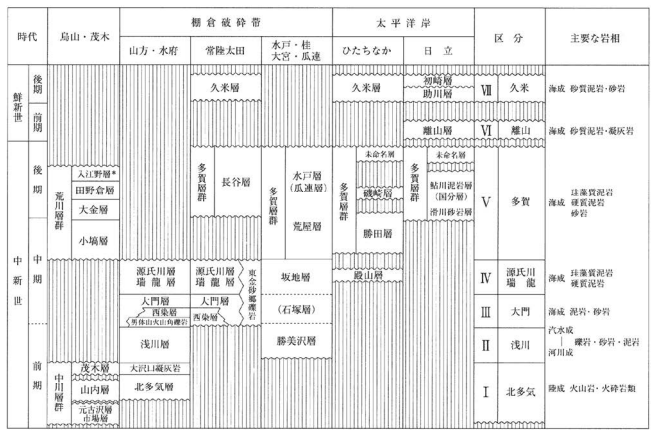 時代
烏山・茂木
棚倉破砕帯
太平洋岸
区分
主要な岩相
山方・水府
常陸太田
水戸・桂
大宮・瓜連
ひたちなか
日立
鮮新世
後期
前期
久米層
久米層
初崎層
助川層
Ⅶ
久米
海成 砂質泥岩・砂岩
離山層
Ⅵ
離山
海成 砂質泥岩・凝灰岩
中新世
後期
中期
前期
荒川層群
入江野層*
田野倉層
大金層
小塙層
多賀層群
長谷層
多賀層群
水戸層
(瓜連層)
荒屋層
多賀層群
未命名層
磯崎層
勝田層
多賀層群
未命名層
鮎川泥岩層
(国分層)
滑川砂岩層
Ⅴ
多賀
海成
珪藻質泥岩
硬質泥岩
砂岩
源氏川層
瑞龍層
源氏川層
瑞龍層
東金砂郷礫岩
坂地層
殿山層
Ⅳ
源氏川
瑞龍
海成
珪藻質泥岩
硬質泥岩
大門層
西染層
男体山火山角礫岩
大門層
西染層
(石塚層)
Ⅲ
大門
海成 泥岩・砂岩
浅川層
勝美沢層
Ⅱ
浅川
汽水成
|
河川成
礫岩・砂岩・泥岩
中川層群
茂木層
山内層
元古沢層
市場層
大沢口凝灰岩
北多気層
Ⅰ
北多気
陸成 火山岩・火砕岩類